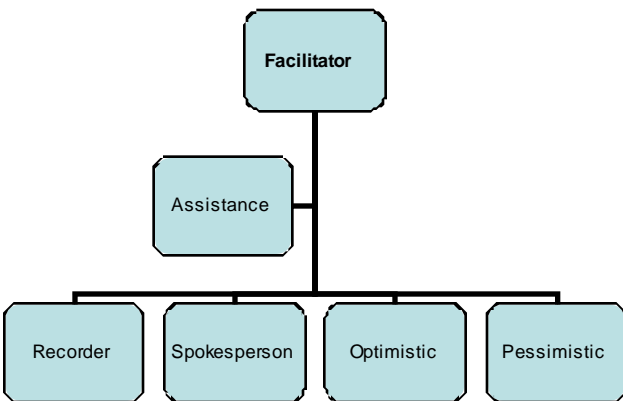 Facilitator
Assistance
Recorder
Spokesperson
Optimistic
Pessimistic